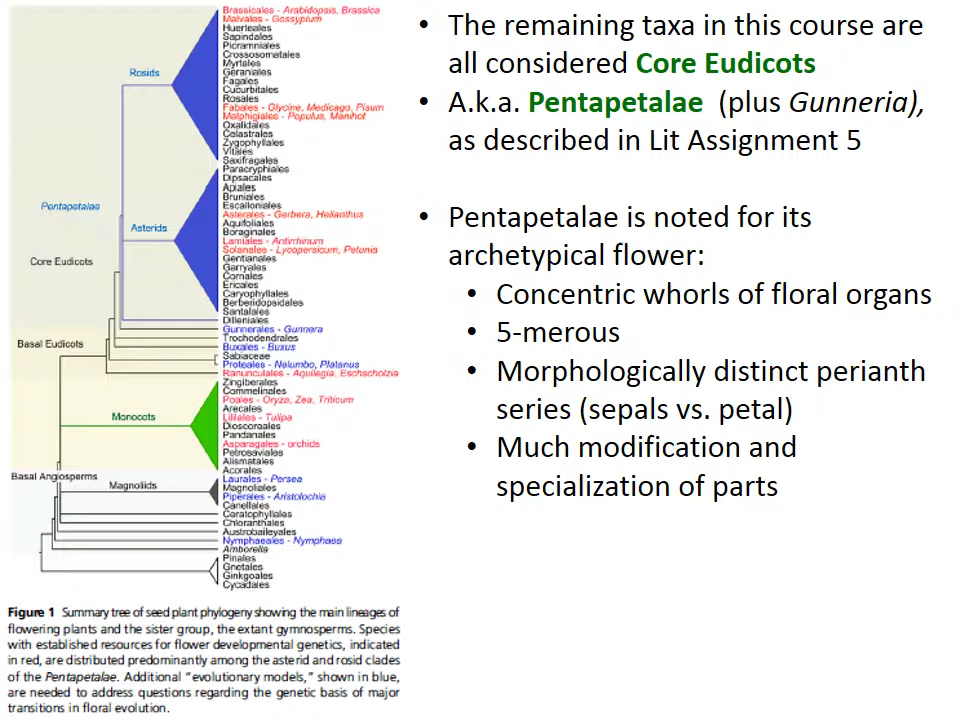 Brassicales - Arabidopsis, Brassica
Malvales - Gossypium
Huerteales
Sapindales
Picramniales
Crossosomatales
Myrtales
Geraniales
Fagales
Cucurbitales
Rosales
Fabales - Glycine, Medicago, Pisum
Malphigiales - Populus, Manihot
Oxalidales
Celastrales
Zygophyllales
Vitales
Saxifragales
Paracryphiales
Dipsacales
Apiales
Bruniales
Escalloniales
Asterales - Gerbera, Helianthus
Aquifoliales
Boraginales
Lamiales - Antirrhinum
Solanales - Lycopersicum, Petunia
Gentianales
Garryales
Cornales
Ericales
Caryophyllales
Berberidopsidales
Santalales
Dilleniales
Gunnerales - Gunnera
Trochodendrales
Buxales - Buxus
Sabiaceae
Proteales - Nelumbo, Platanus
Ranunculales - Aquilegia, Eschscholzia
Zingiberales
Commelinales
Poales - Oryza, Zea, Triticum
Arecales
Liliales - Tulipa
Dioscoreales
Pandanales
Asparagales - orchids
Petrosaviales
Alismatales
Acorales
Laurales - Persea
Magnoliales
Piperales - Aristolochia
Canellales
Ceratophyllales
Chloranthales
Austrobaileyales
Nymphaeales - Nymphaea
Amborella
Pinales
Gnetales
Ginkgoales
Cycadales
Rosids
Pentapetalae
Asterids
Core Eudicots
Basal Eudicots
Monocots
Basal Angiosperms
Magnoliids
Figure 1 Summary tree of seed plant phylogeny showing the main lineages of
flowering plants and the sister group, the extant gymnosperms. Species
with established resources for flower developmental genetics, indicated
in red, are distributed predominantly among the asterid and rosid clades
of the Pentapetalae. Additional "evolutionary models," shown in blue,
are needed to address questions regarding the genetic basis of major
transitions in floral evolution.
• The remaining taxa in this course are
all considered Core Eudicots
• A.k.a. Pentapetalae (plus Gunneria),
as described in Lit Assignment 5
• Pentapetalae is noted for its
archetypical flower:
• Concentric whorls of floral organs
• 5-merous
• Morphologically distinct perianth
series (sepals vs. petal)
• Much modification and
specialization of parts